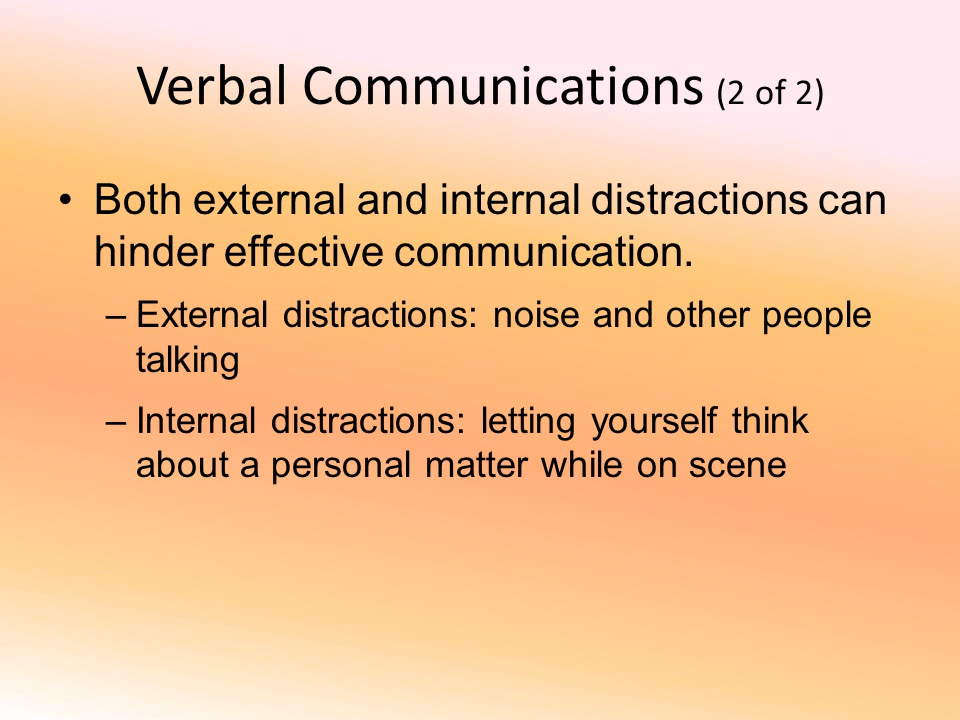 Verbal Communications (2 of 2)
• Both external and internal distractions can
hinder effective communication.
– External distractions: noise and other people
talking
– Internal distractions: letting yourself think
about a personal matter while on scene